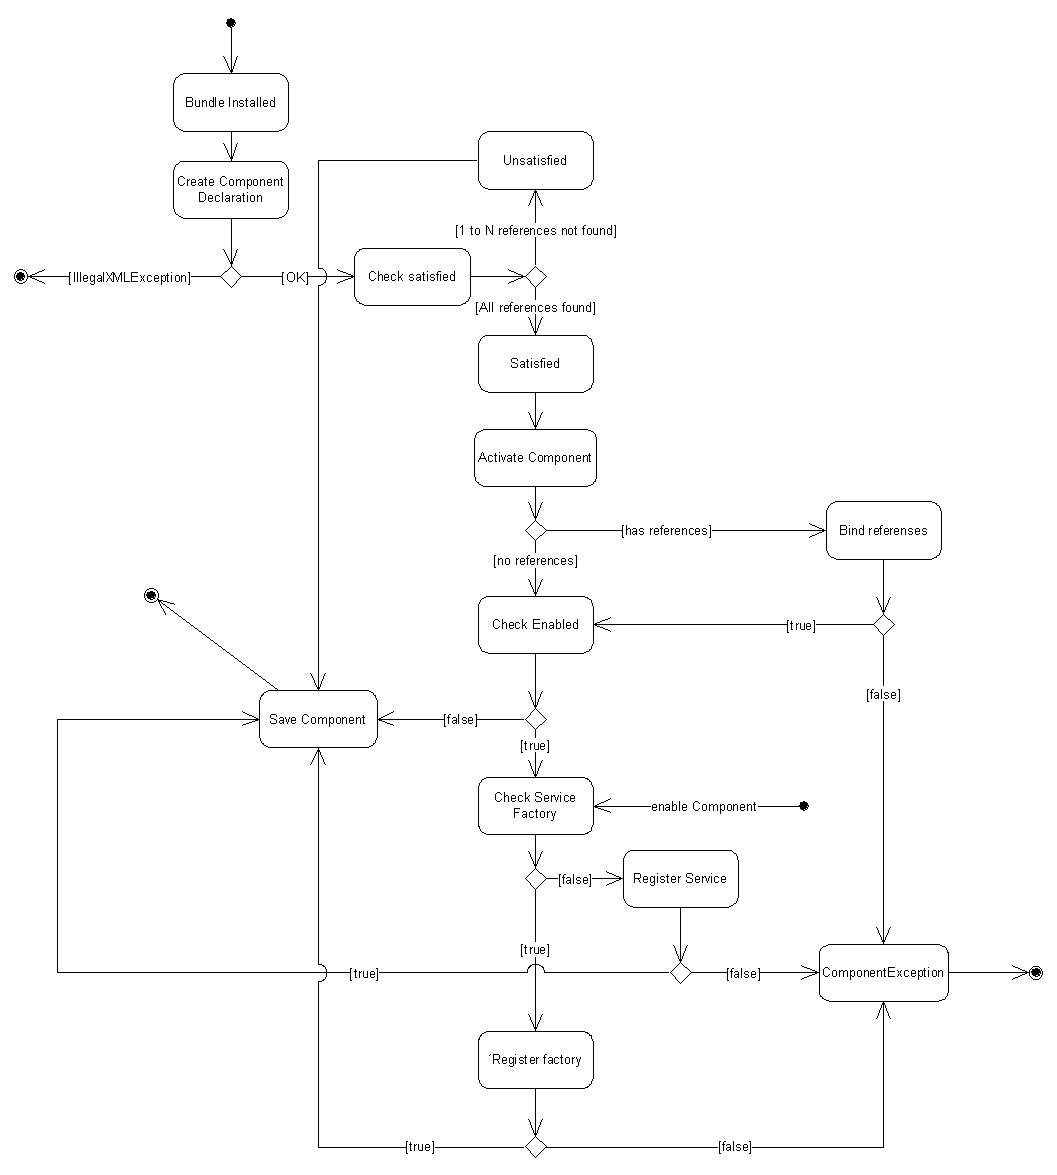 Bundle Installed
Create Component
Declaration
Unsatisfied
[1 to N references not found]
[IllegalXMLException]
[OK]
Check satisfied
[All references found]
Satisfied
Activate Component
[has references]
Bind referenses
[no references]
Check Enabled
[true]
[false]
Save Component
[false]
[true]
Check Service
Factory
enable Component
[false]
Register Service
[true]
[true]
[false]
ComponentException
´Register factory
[true]
[false]